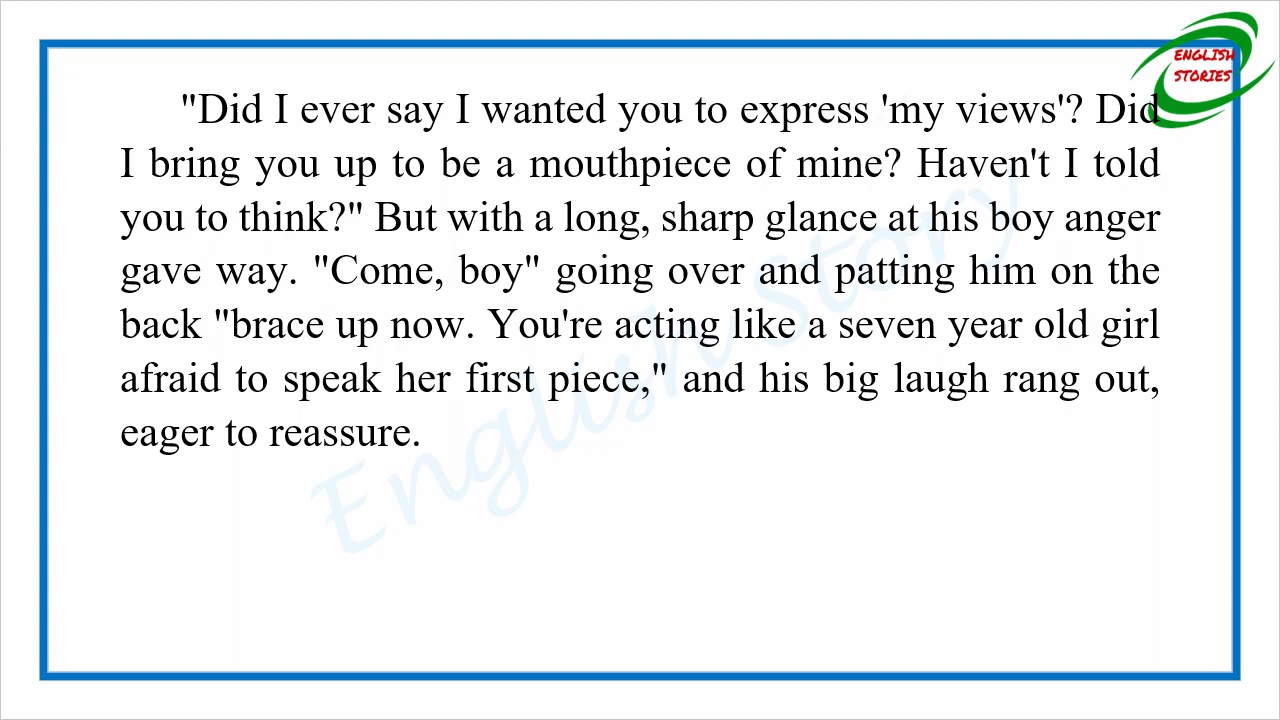 ENGLISH
STORIES
"Did I ever say I wanted you to express 'my views'? Did
I bring you up to be a mouthpiece of mine? Haven't I told
you to think?" But with a long, sharp glance at his boy anger
gave way. "Come, boy" going over and patting him on the
back "brace up now. You're acting like a seven year old girl
afraid to speak her first piece," and his big laugh rang out,
eager to reassure.
English Story